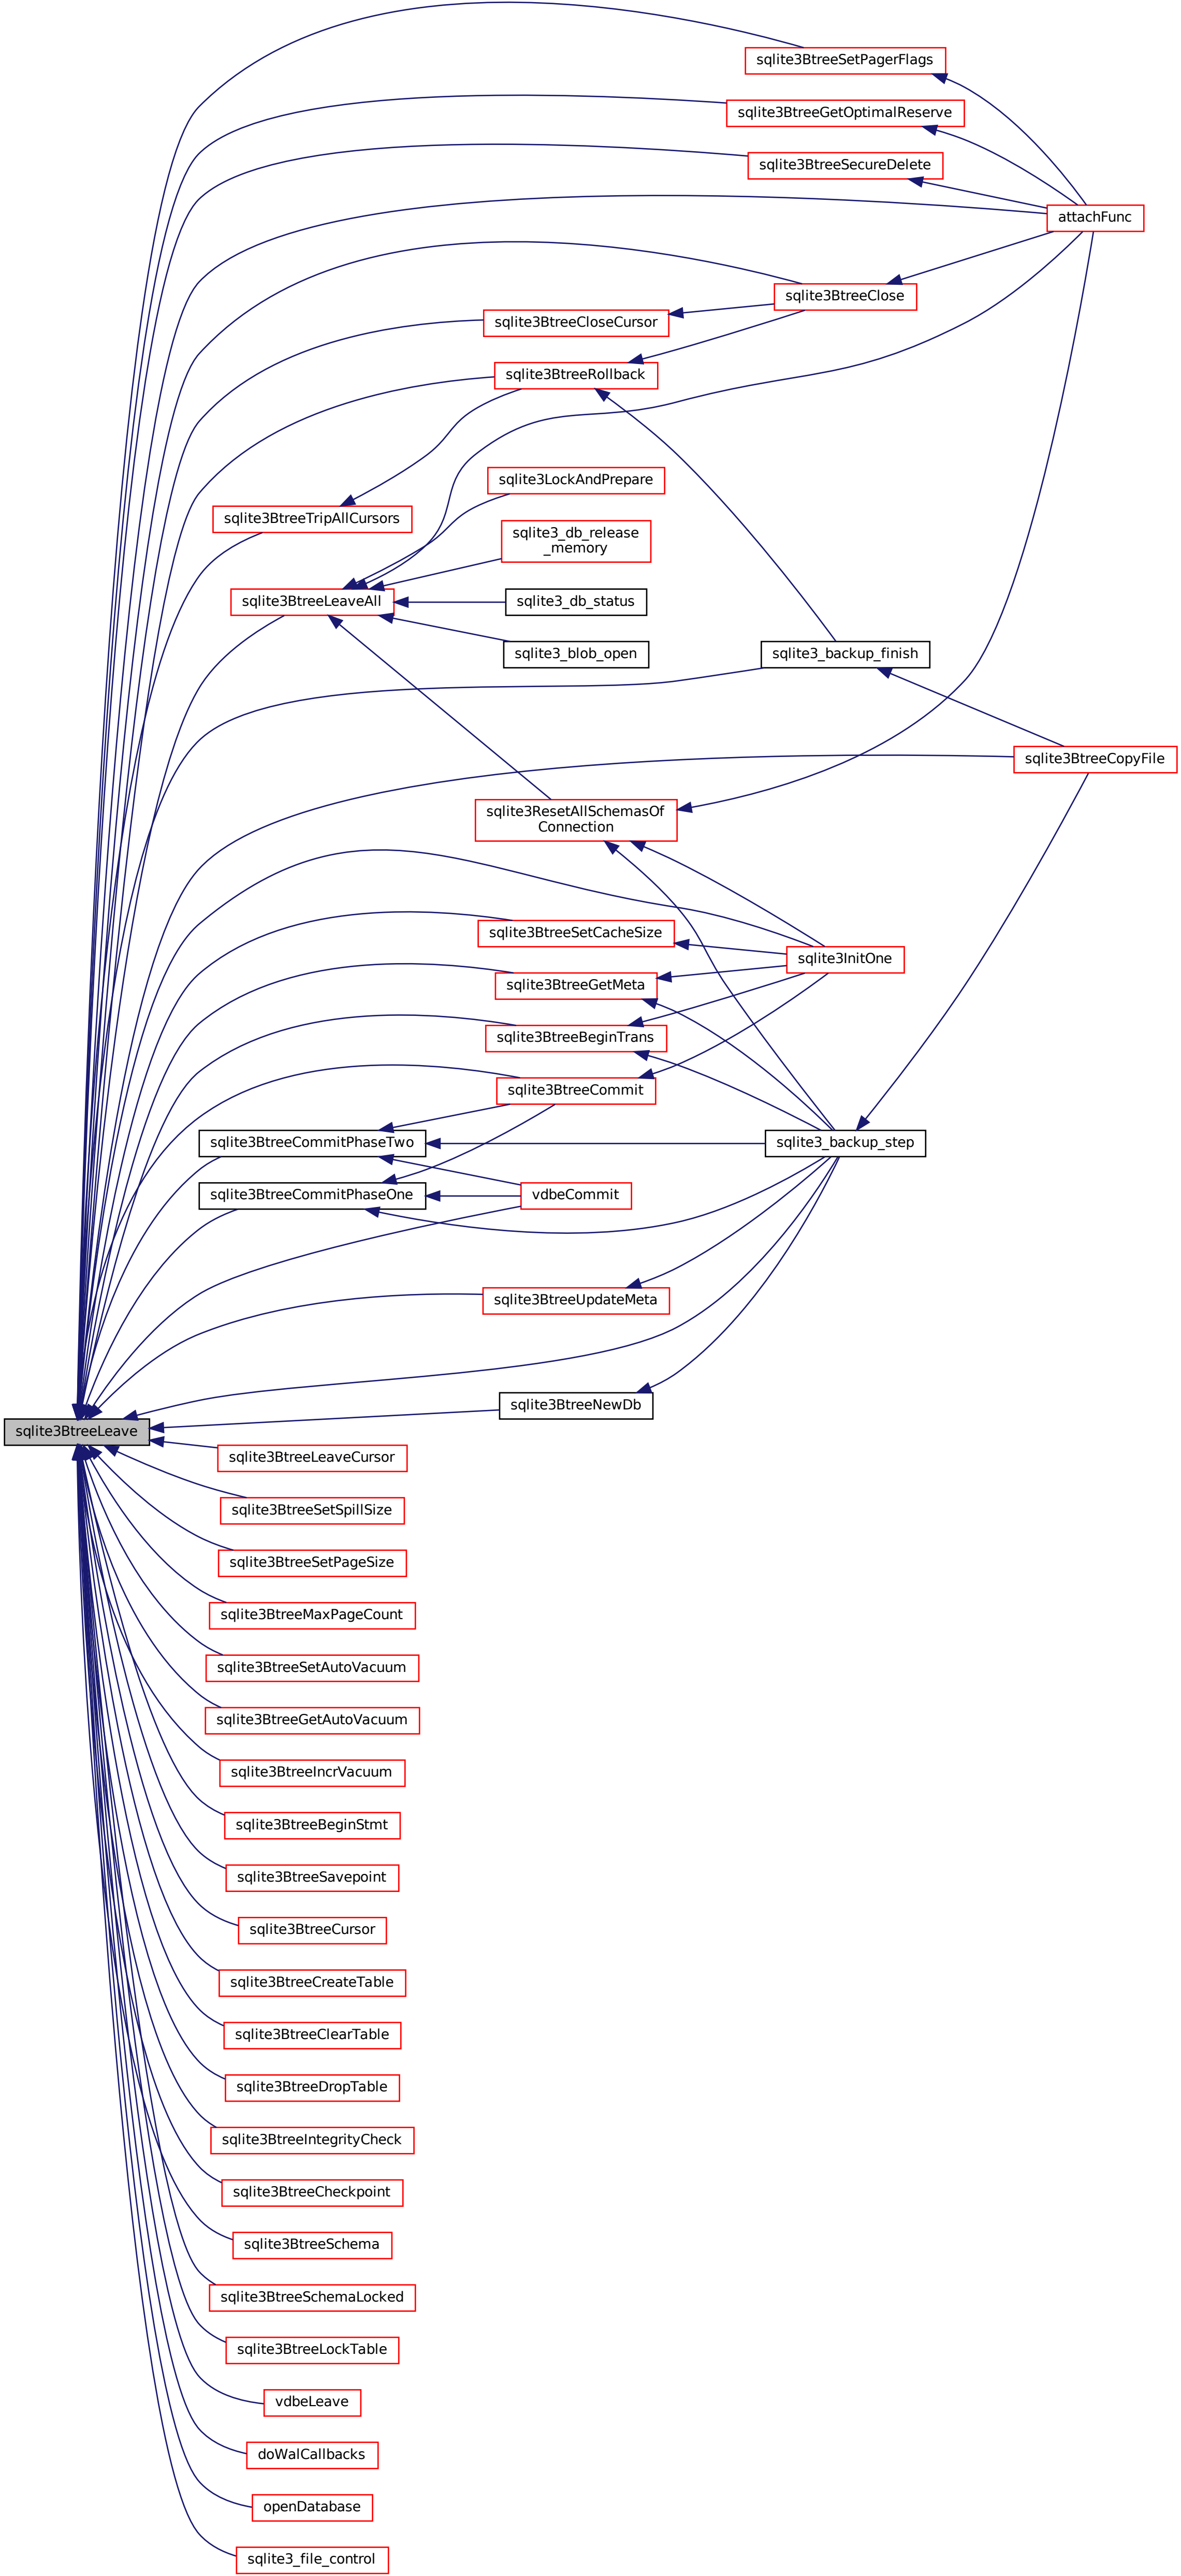 sqlite3BtreeSetPagerFlags
sqlite3BtreeGetOptimalReserve
sqlite3BtreeSecureDelete
attachFunc
sqlite3BtreeClose
sqlite3BtreeCloseCursor
sqlite3BtreeRollback
sqlite3LockAndPrepare
sqlite3BtreeTripAllCursors
sqlite3_db_release
_memory
sqlite3BtreeLeaveAll
sqlite3_db_status
sqlite3_blob_open
sqlite3_backup_finish
sqlite3BtreeCopyFile
sqlite3ResetAllSchemasOf
Connection
sqlite3BtreeSetCacheSize
sqlite3InitOne
sqlite3BtreeGetMeta
sqlite3BtreeBeginTrans
sqlite3BtreeCommit
sqlite3BtreeCommitPhaseTwo
sqlite3_backup_step
sqlite3BtreeCommitPhaseOne
vdbeCommit
sqlite3BtreeUpdateMeta
sqlite3BtreeNewDb
sqlite3BtreeLeave
sqlite3BtreeLeaveCursor
sqlite3BtreeSetSpillSize
sqlite3BtreeSetPageSize
sqlite3BtreeMaxPageCount
sqlite3BtreeSetAutoVacuum
sqlite3BtreeGetAutoVacuum
sqlite3BtreeIncrVacuum
sqlite3BtreeBeginStmt
sqlite3BtreeSavepoint
sqlite3BtreeCursor
sqlite3BtreeCreateTable
sqlite3BtreeClearTable
sqlite3BtreeDropTable
sqlite3BtreeIntegrityCheck
sqlite3BtreeCheckpoint
sqlite3BtreeSchema
sqlite3BtreeSchemaLocked
sqlite3BtreeLockTable
vdbeLeave
doWalCallbacks
openDatabase
sqlite3_file_control